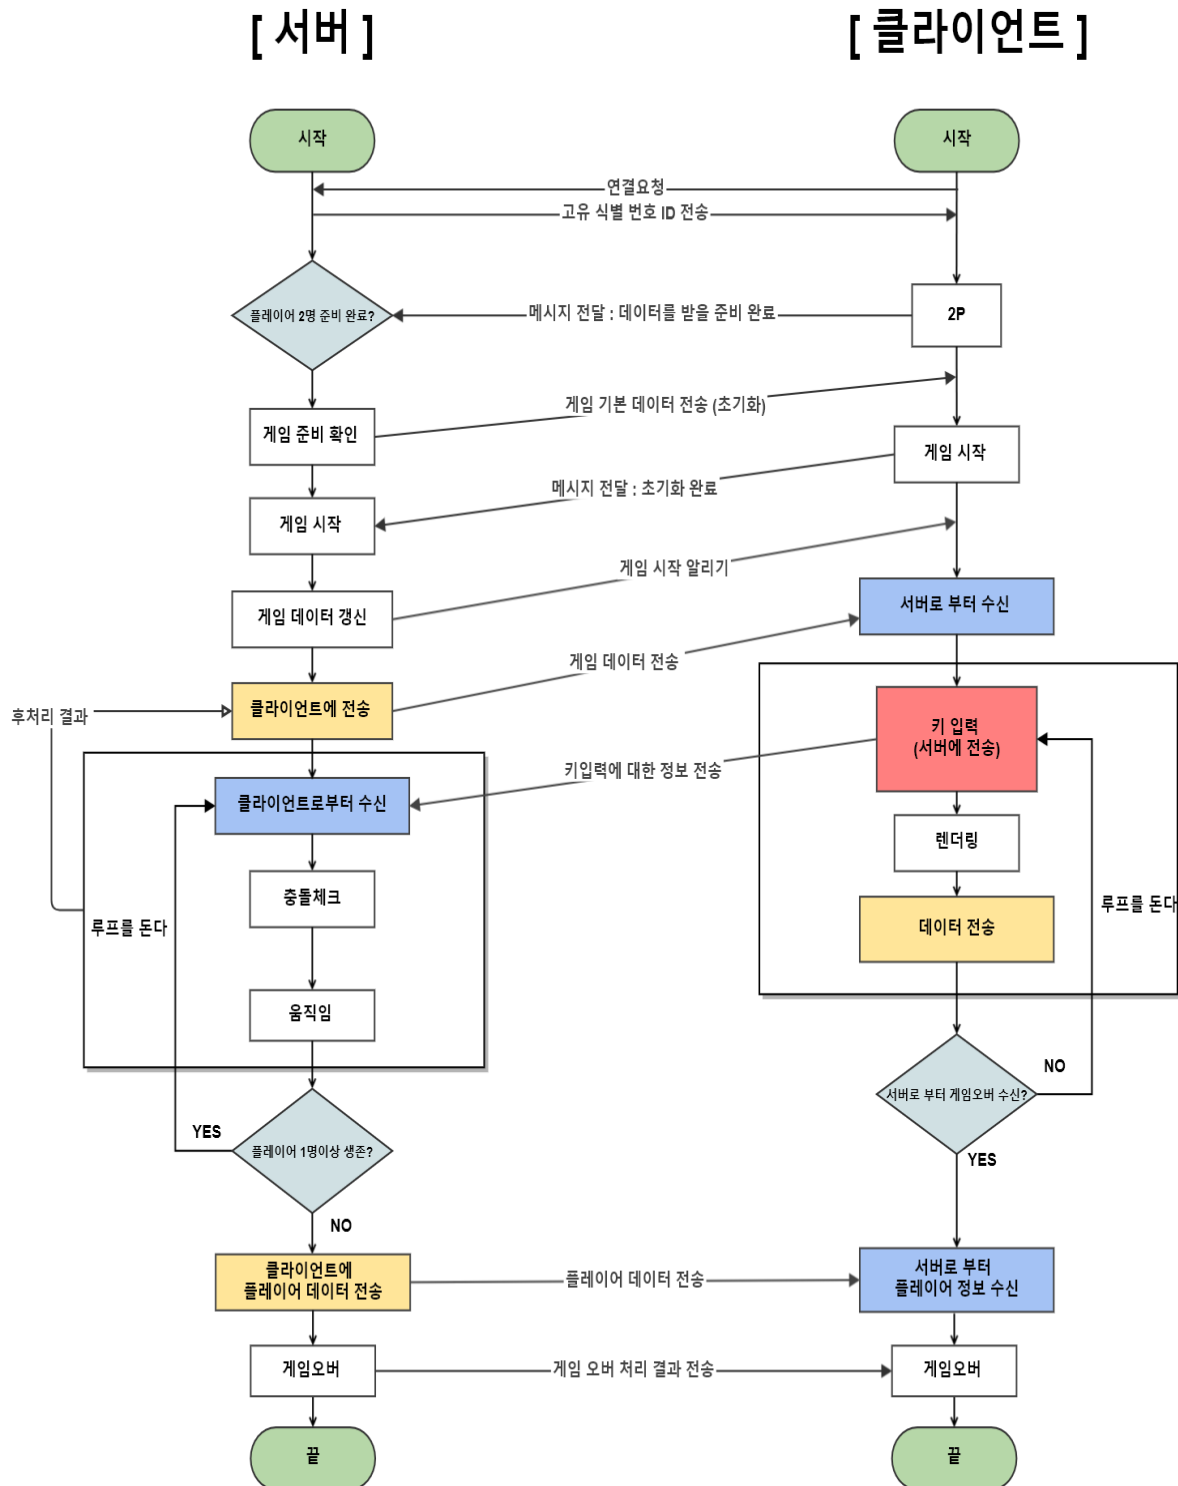 [ 서버 ]
[ 클라이언트 ]
시작
시작
연결요청
고유 식별 번호 ID 전송
플레이어 2명 준비 완료?
메시지 전달 : 데이터를 받을 준비 완료
2P
게임 기본 데이터 전송 (초기화)
게임 준비 확인
게임 시작
메시지 전달 : 초기화 완료
게임 시작
게임 시작 알리기
게임 데이터 갱신
서버로 부터 수신
게임 데이터 전송
클라이언트에 전송
후처리 결과
키 입력
(서버에 전송)
키입력에 대한 정보 전송
클라이언트로부터 수신
렌더링
충돌체크
루프를 돈다
루프를 돈다
데이터 전송
움직임
NO
서버로 부터 게임오버 수신?
YES
플레이어 1명이상 생존?
YES
NO
클라이언트에
플레이어 데이터 전송
플레이어 데이터 전송
서버로 부터
플레이어 정보 수신
게임오버
게임 오버 처리 결과 전송
게임오버
끝
끝